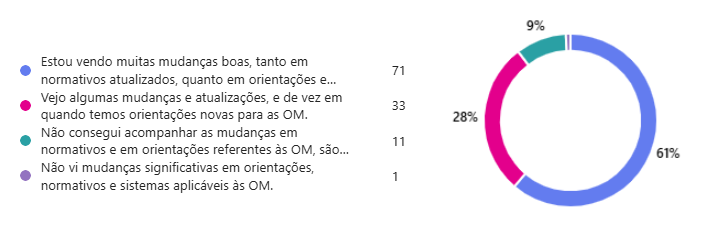 Estou vendo muitas mudanças boas, tanto em
normativos atualizados, quanto em orientações e...
71
Vejo algumas mudanças e atualizações, e de vez em
quando temos orientações novas para as OM.
33
Não consegui acompanhar as mudanças em
normativos e em orientações referentes às OM, são...
11
Não vi mudanças significativas em orientações,
normativos e sistemas aplicáveis às OM.
1
9%
28%
61%